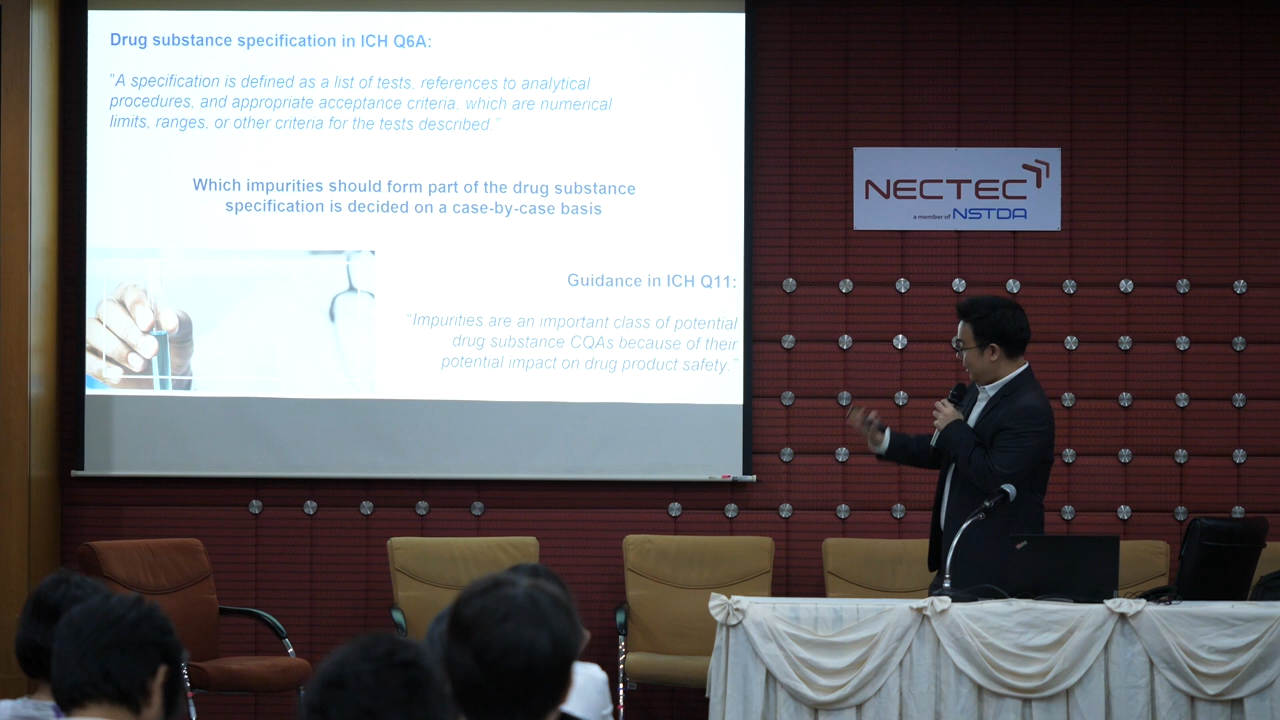 Drug substance specification in ICH Q6A:
"A specification is defined as a list of tests, references to analytical
procedures, and appropriate acceptance criteria, which are numerical
limits, ranges, or other criteria for the tests described."
Which impurities should form part of the drug substance
specification is decided on a case-by-case basis
Guidance in ICH Q11:
"Impurities are an important class of potential
drug substance CQAs because of their
potential impact on drug product safety."
NECTEC
a member of NSTDA